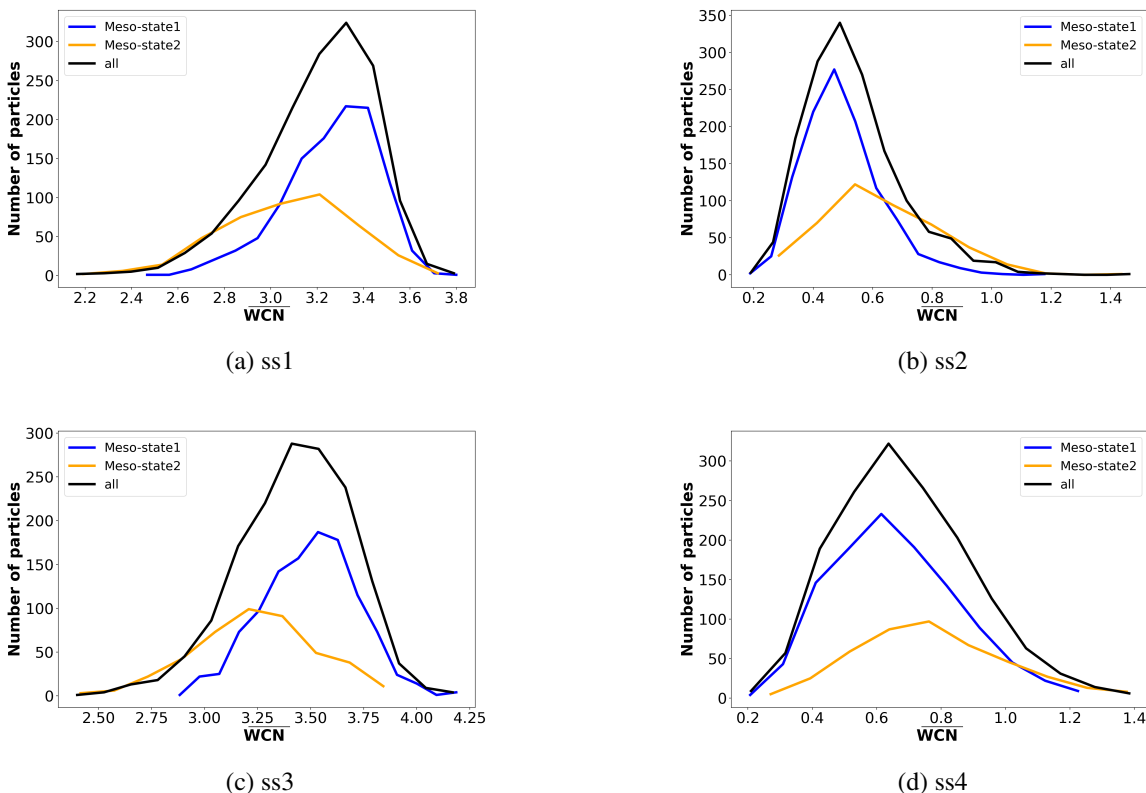 Meso-state1
Meso-state2
all
Number of particles
300
250
200
150
100
50
0
2.2 2.4 2.6 2.8 3.0 3.2 3.4 3.6 3.8
WCN
(a) ss1
Meso-state1
Meso-state2
all
Number of particles
350
300
250
200
150
100
50
0
0.2 0.4 0.6 0.8 1.0 1.2 1.4
WCN
(b) ss2
Meso-state1
Meso-state2
all
Number of particles
300
250
200
150
100
50
0
2.50 2.75 3.00 3.25 3.50 3.75 4.00 4.25
WCN
(c) ss3
Meso-state1
Meso-state2
all
Number of particles
300
250
200
150
100
50
0
0.2 0.4 0.6 0.8 1.0 1.2 1.4
WCN
(d) ss4